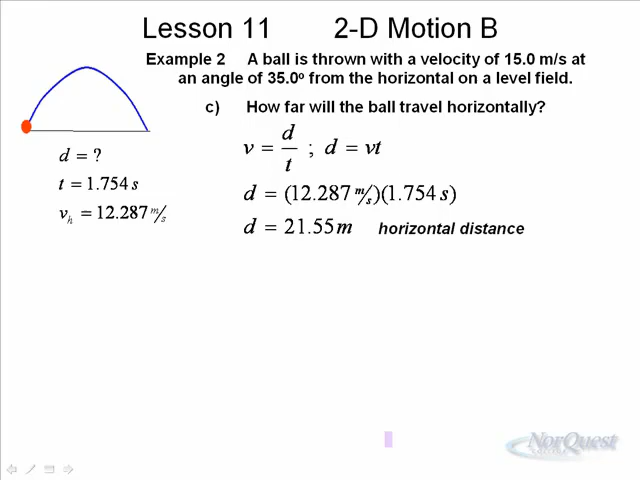 Lesson 11 2-D Motion B
Example 2 A ball is thrown with a velocity of 15.0 m/s at
an angle of 35.0º from the horizontal on a level field.
c) How far will the ball travel horizontally?
v = d/t ; d = vt
d = ?
t = 1.754 s
vₕ = 12.287 m/s
d = (12.287 m/s)(1.754 s)
d = 21.55 m horizontal distance
NorQuest
COLLEGE